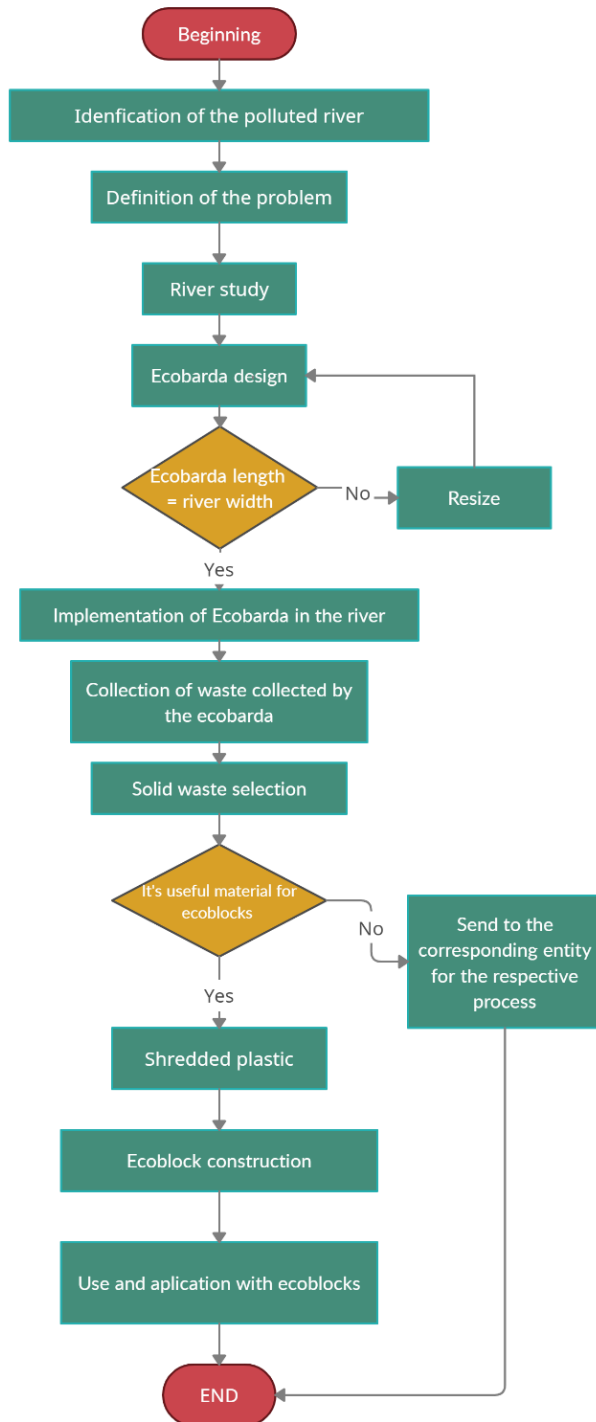 Beginning
Idenfication of the polluted river
Definition of the problem
River study
Ecobarda design
Ecobarda length
= river width
No
Resize
Yes
Implementation of Ecobarda in the river
Collection of waste collected by
the ecobarda
Solid waste selection
It's useful material for
ecoblocks
No
Send to the
corresponding entity
for the respective
process
Yes
Shredded plastic
Ecoblock construction
Use and aplication with ecoblocks
END